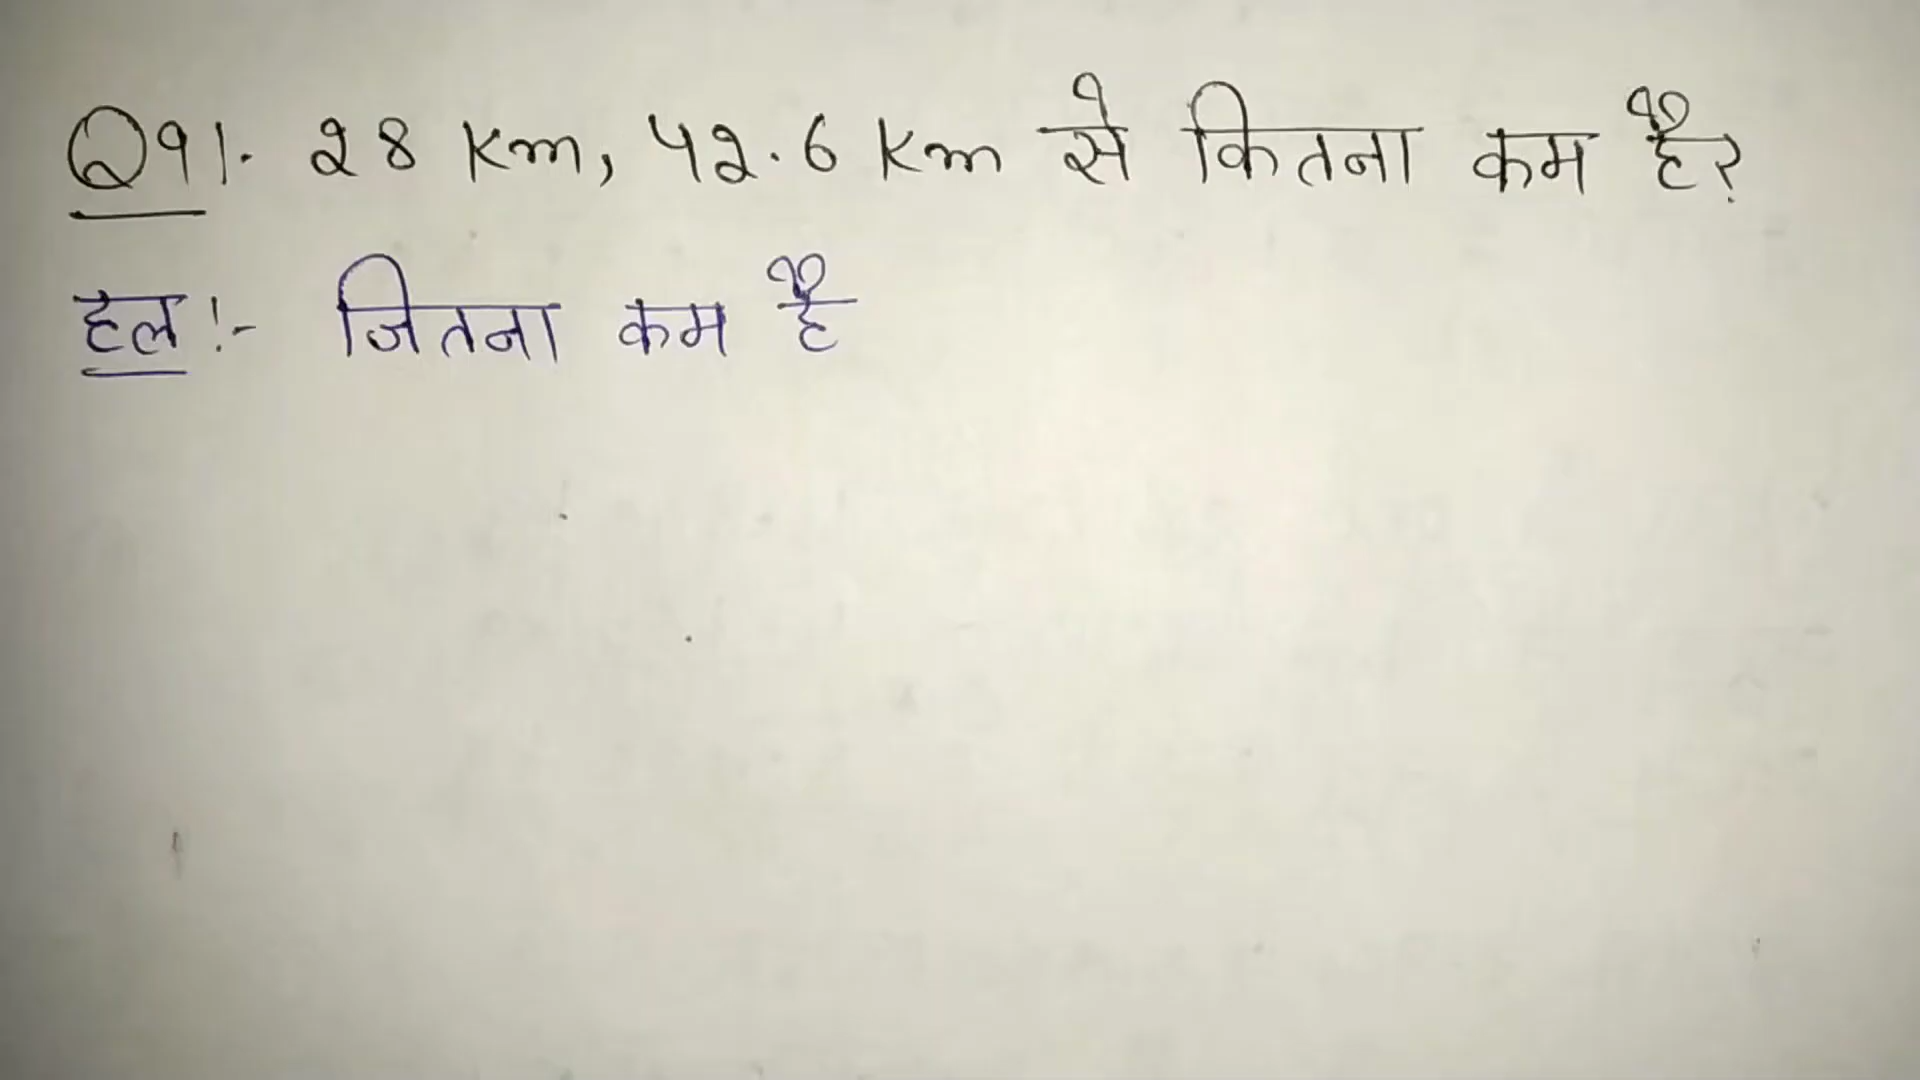 Q91. 28 km, 42.6 km से कितना कम है?
हल :- जितना कम है